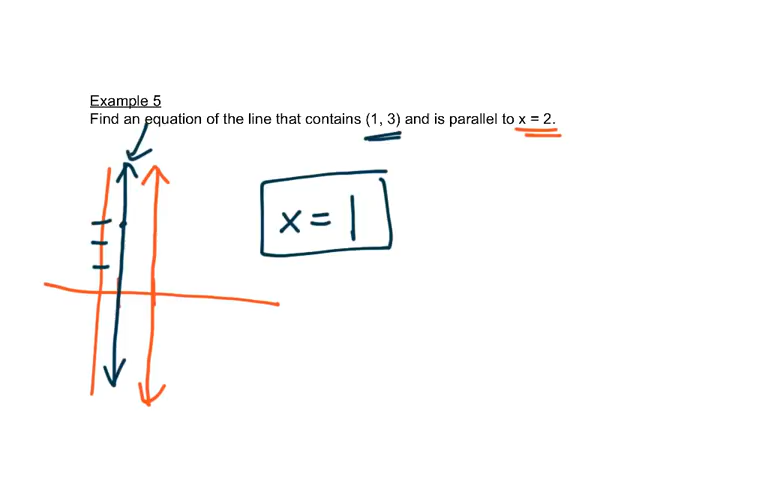 Example 5
Find an equation of the line that contains (1, 3) and is parallel to x = 2.
x = 1